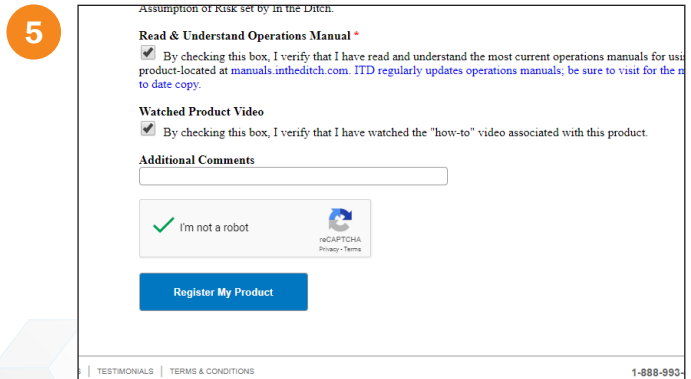 5
Assumption of Risk set by In the Ditch.
Read & Understand Operations Manual *
By checking this box, I verify that I have read and understand the most current operations manuals for
product-located at manuals.intheditch.com. ITD regularly updates operations manuals; be sure to visit for the
to date copy.
Watched Product Video
By checking this box, I verify that I have watched the "how-to" video associated with this product.
Additional Comments
I'm not a robot
reCAPTCHA
Privacy - Terms
Register My Product
| TESTIMONIALS | TERMS & CONDITIONS
1-888-993-